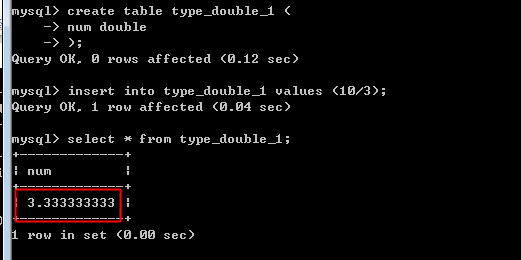 mysql> create table type_double_1 (
    -> num double
    -> );
Query OK, 0 rows affected (0.12 sec)
mysql> insert into type_double_1 values (10/3);
Query OK, 1 row affected (0.04 sec)
mysql> select * from type_double_1;
+-------------+
| num         |
+-------------+
| 3.333333333 |
+-------------+
1 row in set (0.00 sec)